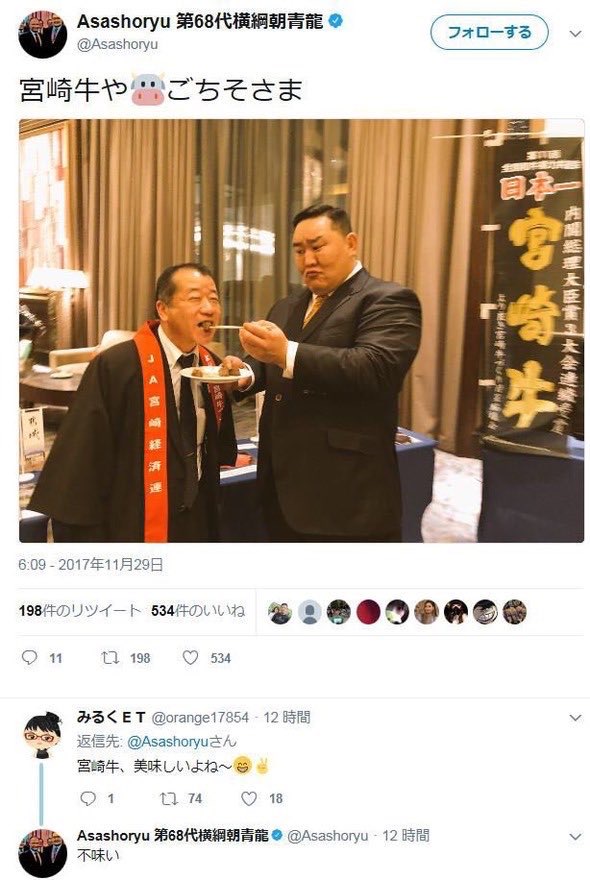 Asashoryu 第68代横綱朝青龍
@Asashoryu
フォローする
宮崎牛や🐮ごちそさま
日本一
宮崎牛
JA宮崎経済連
6:09 - 2017年11月29日
198件のリツイート 534件のいいね
11 198 534
みるくＥＴ @orange17854 · 12 時間
返信先: @Asashoryuさん
宮崎牛、美味しいよね〜😁✌
1 74 18
Asashoryu 第68代横綱朝青龍 @Asashoryu · 12 時間
不味い